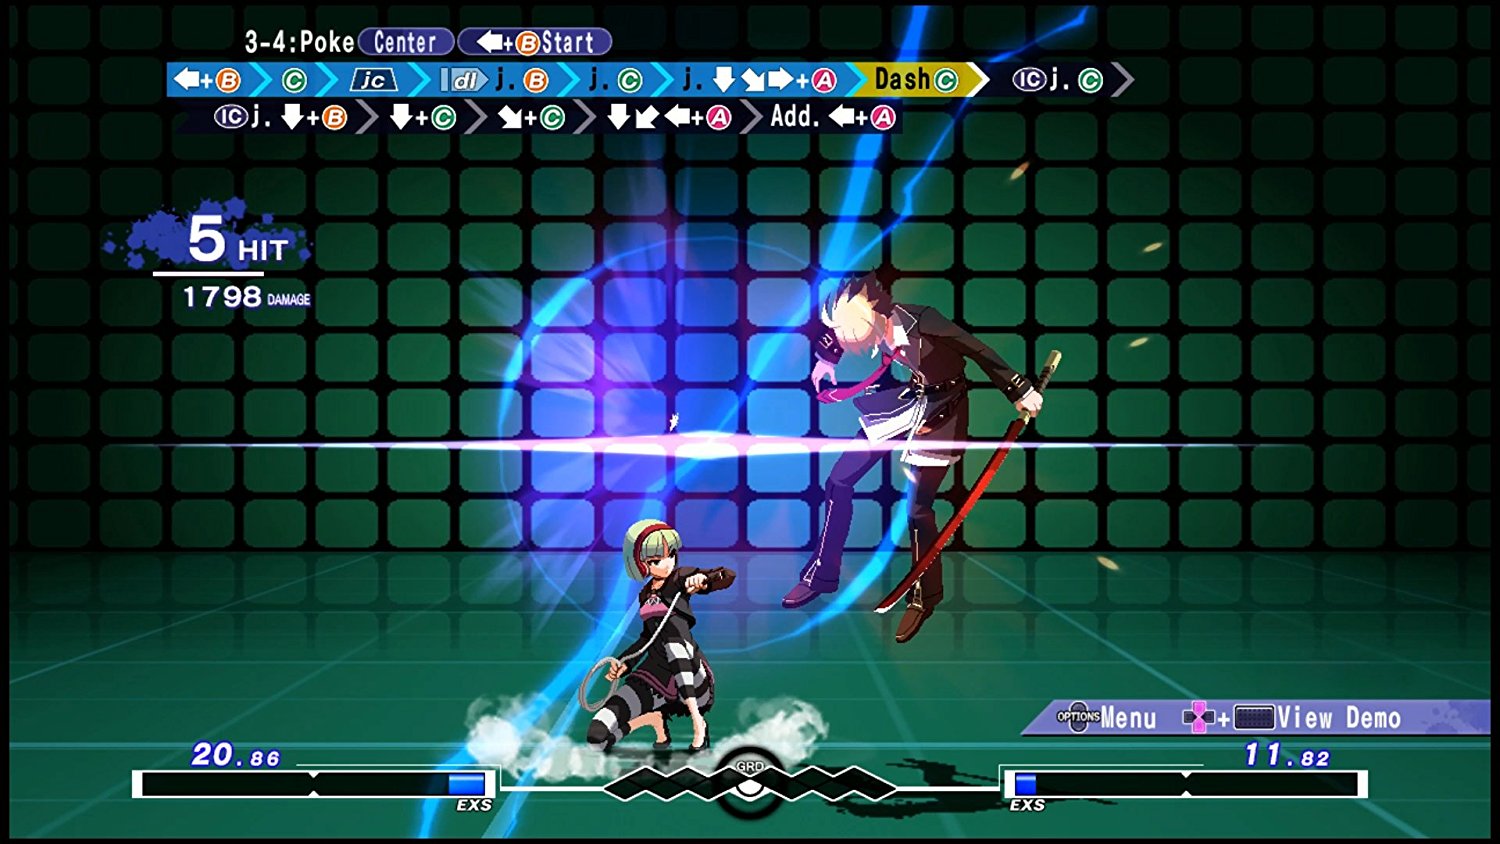 3-4:Poke Center ←+B Start
←+B C jc dl j. B j. C j. ↓↘→+A Dash C IC j. C
IC j. ↓+B ↓+C ↘+C ↓↙←+A Add. ←+A
5 HIT
1798 DAMAGE
OPTIONS Menu + View Demo
20.86
11.82
GRD
EXS
EXS